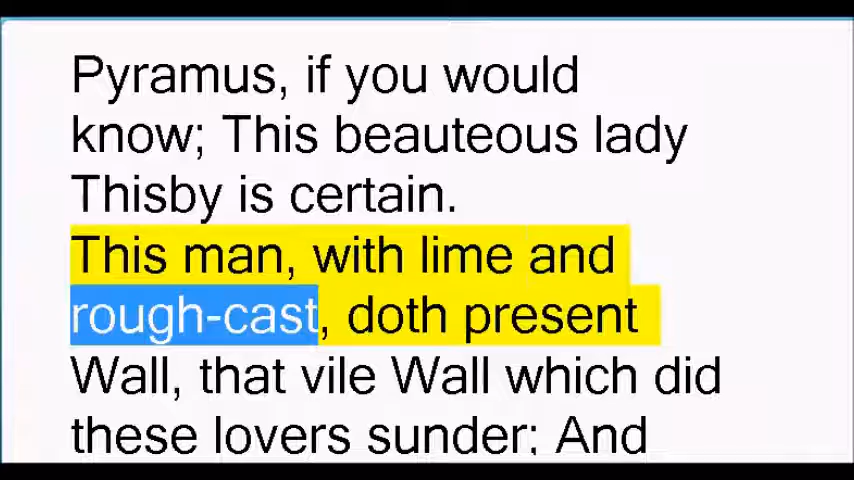 Pyramus, if you would
know; This beauteous lady
Thisby is certain.
This man, with lime and
rough-cast, doth present
Wall, that vile Wall which did
these lovers sunder; And